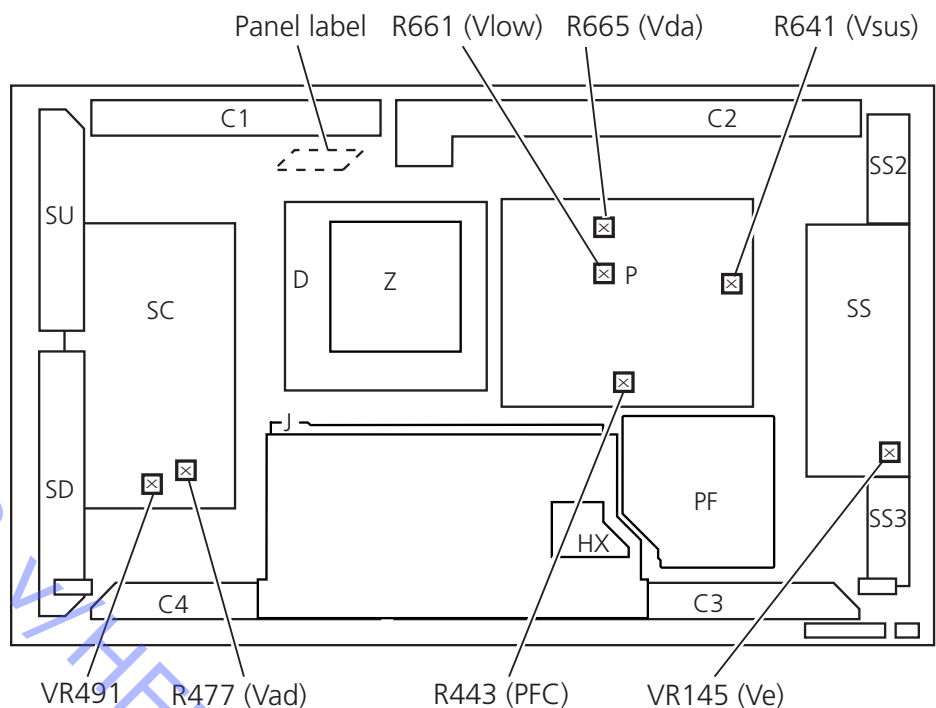 Panel label R661 (Vlow) R665 (Vda) R641 (Vsus)
C1 C2
SS2
SU
D Z P
SC SS
J
SD PF
SS3
HX
C4 C3
VR491 R477 (Vad) R443 (PFC) VR145 (Ve)